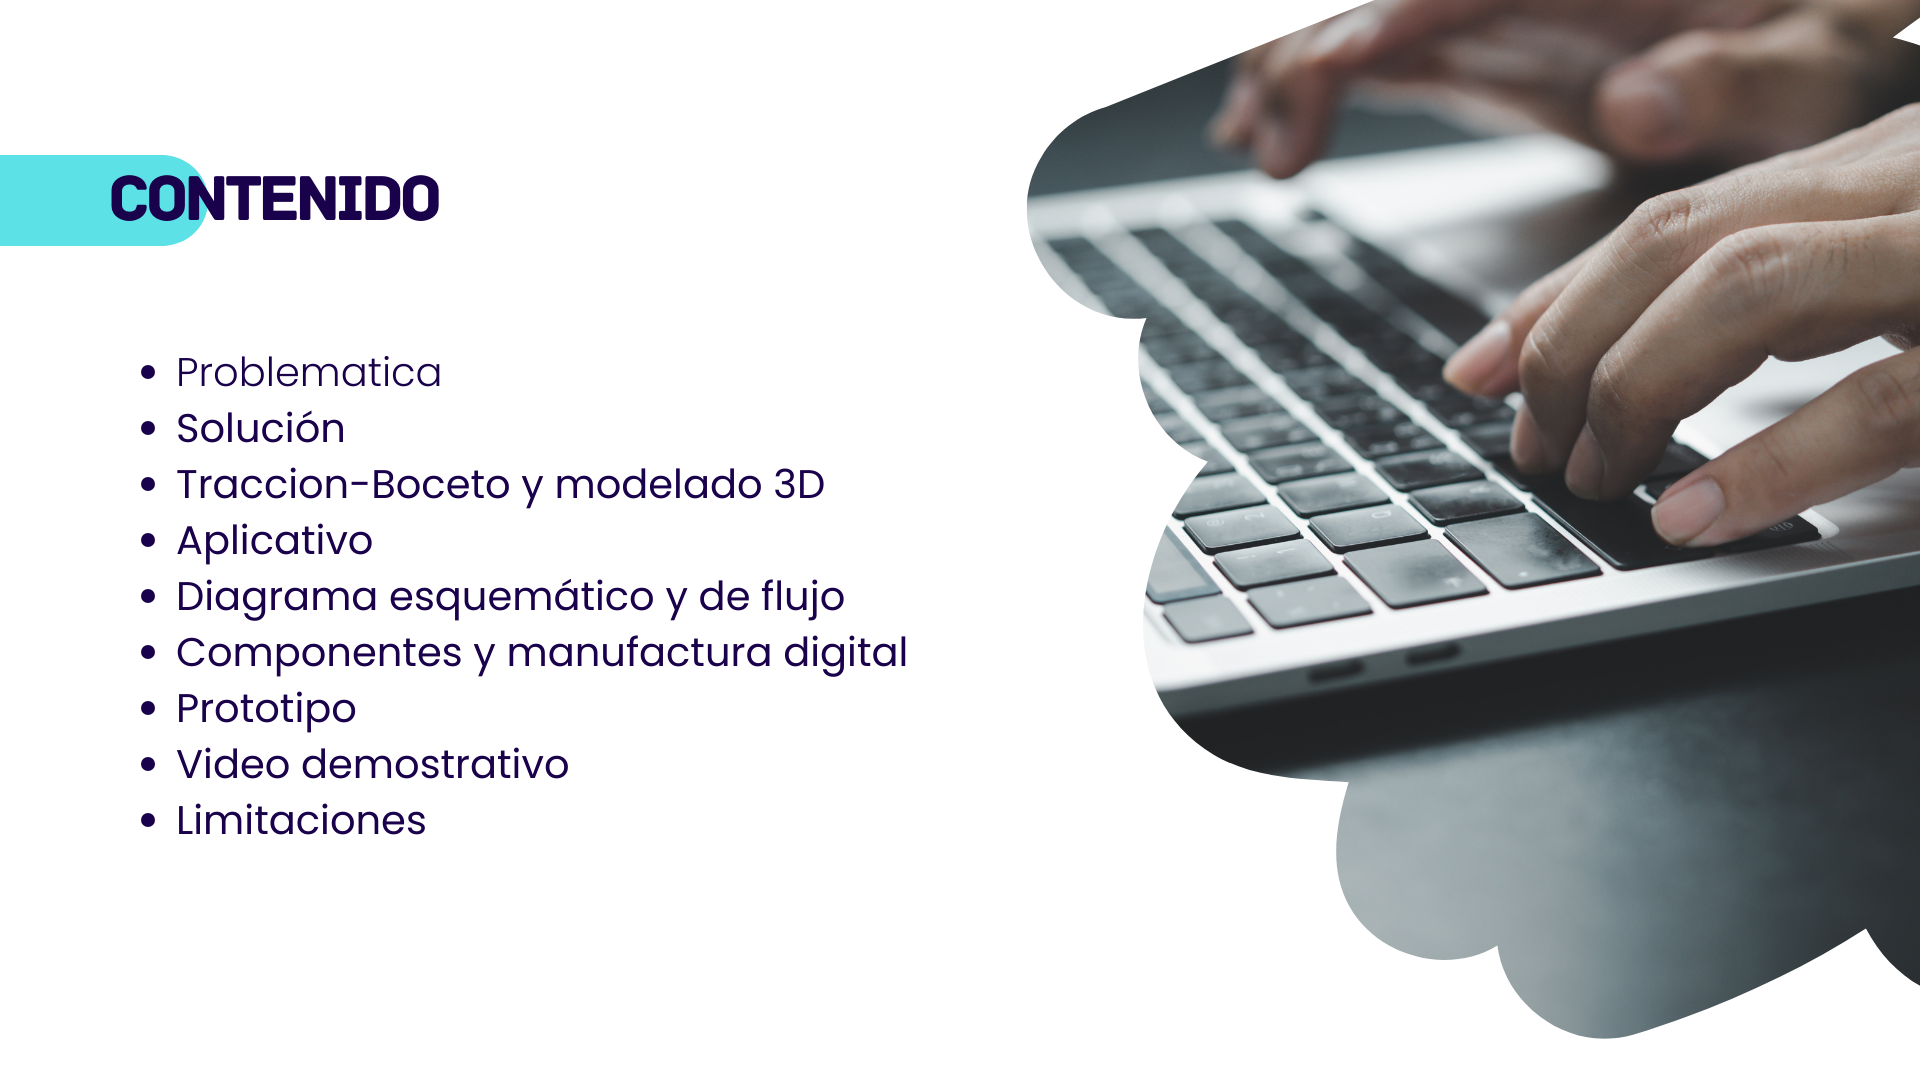 CONTENIDO
Problematica
Solución
Traccion-Boceto y modelado 3D
Aplicativo
Diagrama esquemático y de flujo
Componentes y manufactura digital
Prototipo
Video demostrativo
Limitaciones